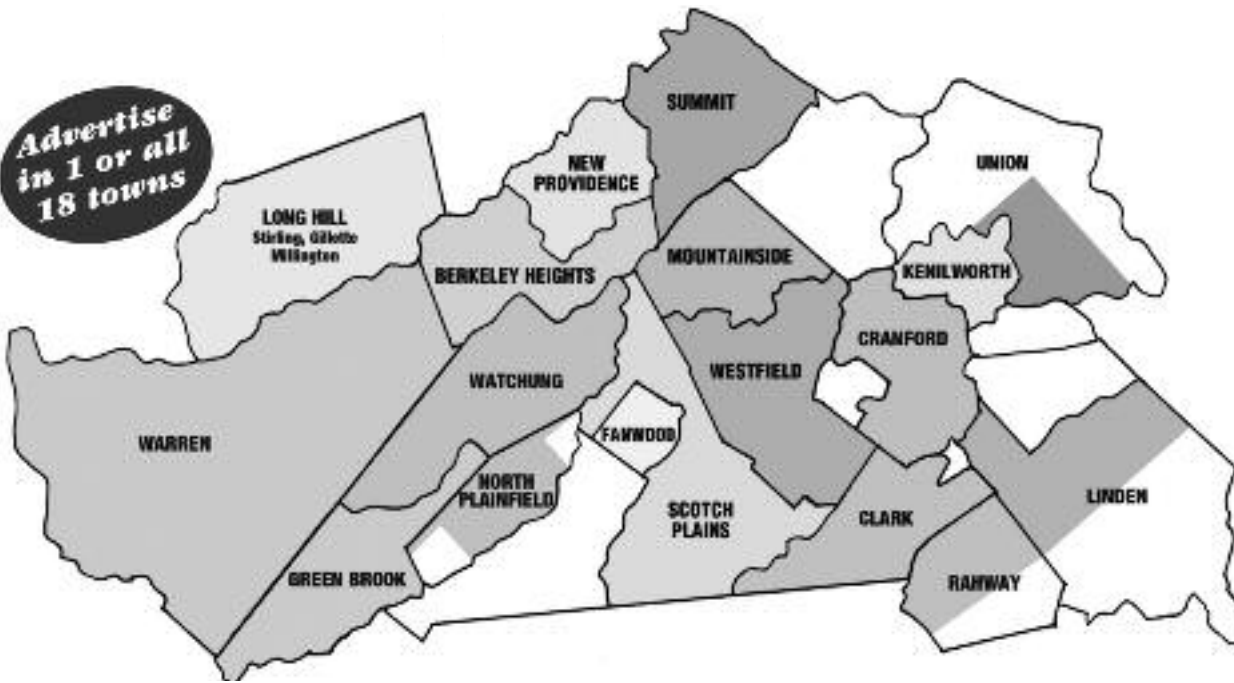 Advertise
in 1 or all
18 towns
SUMMIT
NEW
PROVIDENCE
UNION
LONG HILL
Stirling, Gillette
Millington
BERKELEY HEIGHTS
MOUNTAINSIDE
KENILWORTH
CRANFORD
WATCHUNG
WESTFIELD
WARREN
FANWOOD
NORTH
PLAINFIELD
SCOTCH
PLAINS
CLARK
LINDEN
GREEN BROOK
RAHWAY